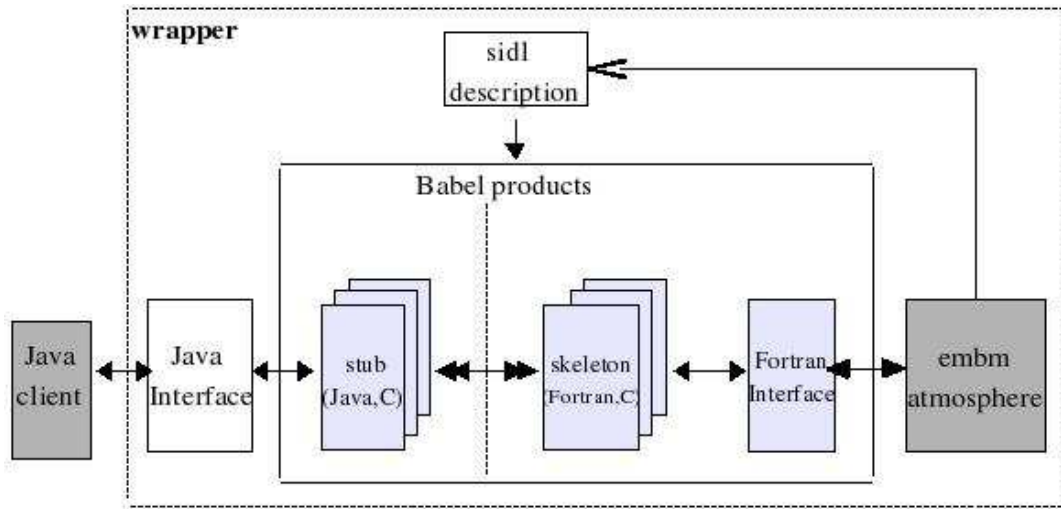 wrapper
sidl
description
Babel products
Java
client
Java
Interface
stub
(Java,C)
skeleton
(Fortran,C)
Fortran
Interface
embm
atmosphere